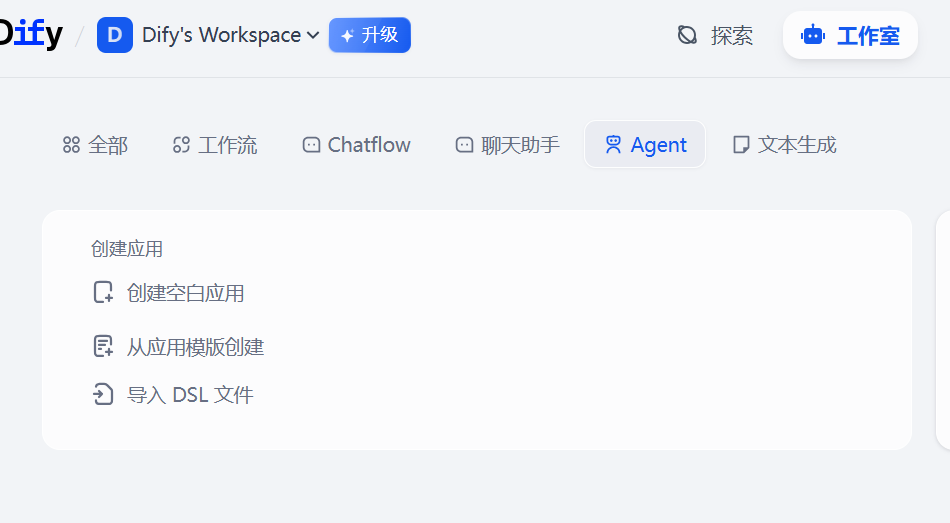 Dify / D Dify's Workspace 升级 探索 工作室
全部 工作流 Chatflow 聊天助手 Agent 文本生成
创建应用
创建空白应用
从应用模版创建
导入 DSL 文件